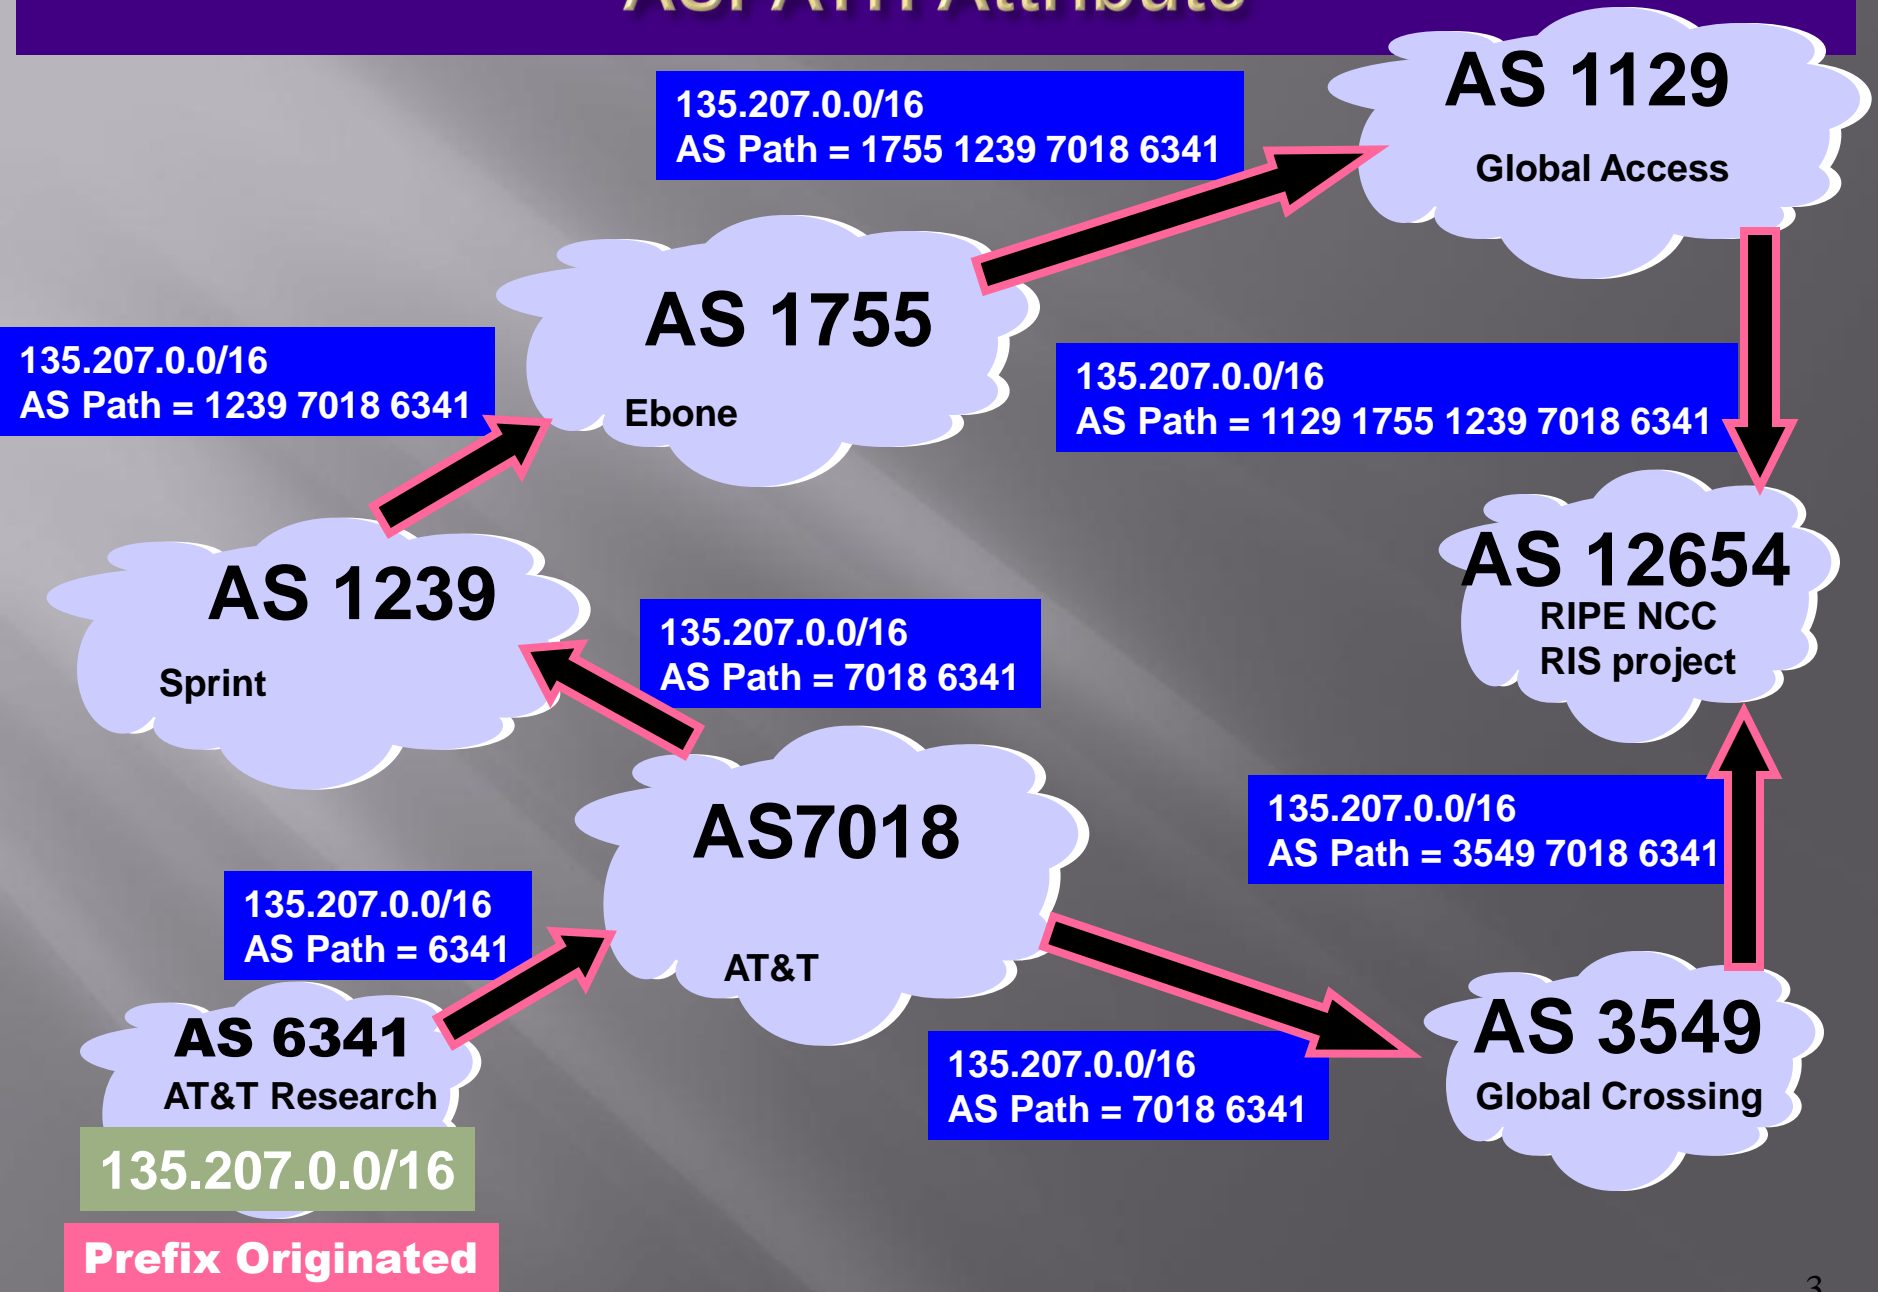 ASPATH Attribute
AS 1129
Global Access
135.207.0.0/16
AS Path = 1755 1239 7018 6341
AS 1755
Ebone
135.207.0.0/16
AS Path = 1239 7018 6341
135.207.0.0/16
AS Path = 1129 1755 1239 7018 6341
AS 12654
RIPE NCC
RIS project
AS 1239
Sprint
135.207.0.0/16
AS Path = 7018 6341
AS7018
AT&T
135.207.0.0/16
AS Path = 3549 7018 6341
135.207.0.0/16
AS Path = 6341
AS 6341
AT&T Research
135.207.0.0/16
Prefix Originated
135.207.0.0/16
AS Path = 7018 6341
AS 3549
Global Crossing
3